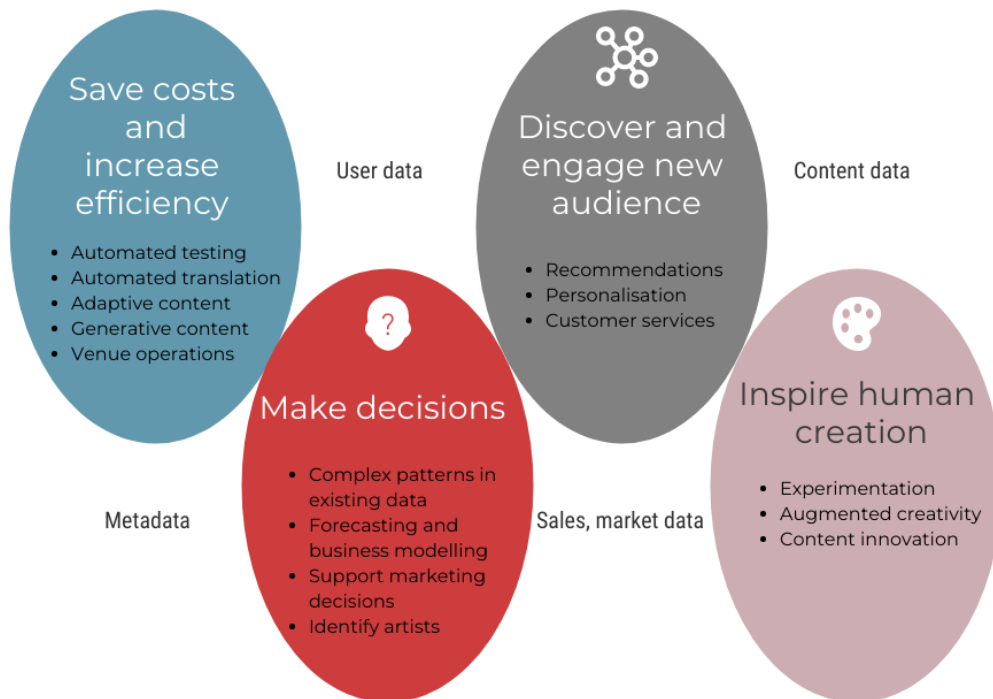 Save costs
and
increase
efficiency
• Automated testing
• Automated translation
• Adaptive content
• Generative content
• Venue operations
User data
Discover and
engage new
audience
• Recommendations
• Personalisation
• Customer services
Content data
?
Make decisions
• Complex patterns in
existing data
• Forecasting and
business modelling
• Support marketing
decisions
• Identify artists
Metadata
Sales, market data
Inspire human
creation
• Experimentation
• Augmented creativity
• Content innovation